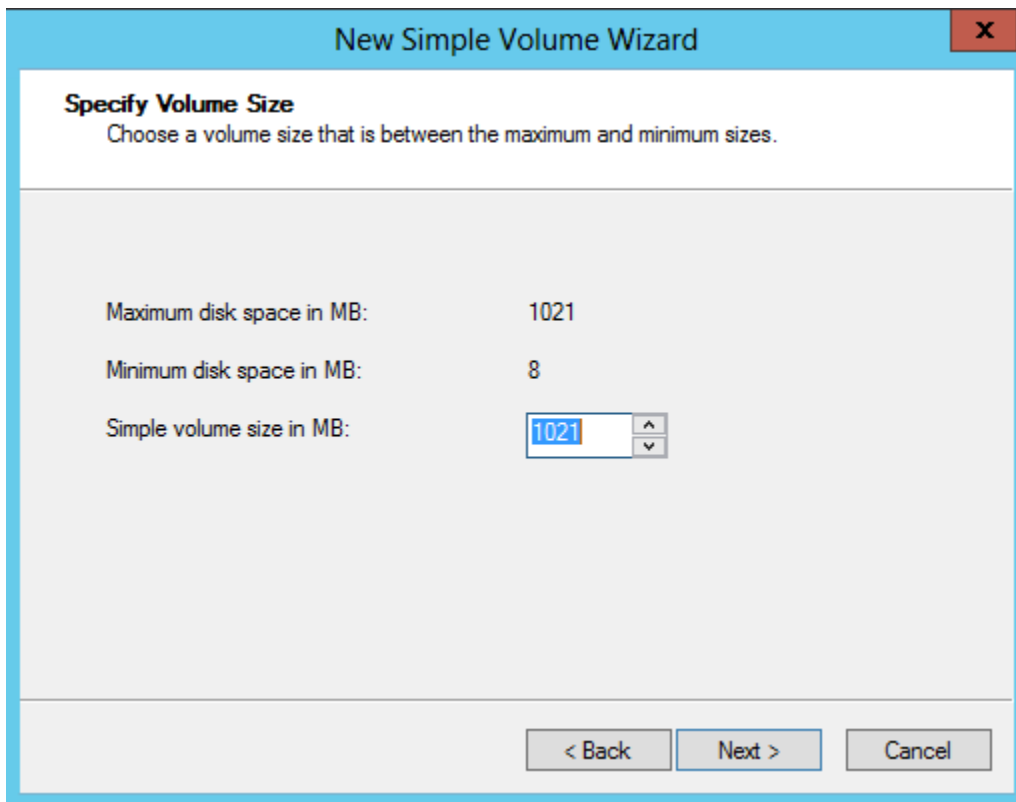 New Simple Volume Wizard
x
Specify Volume Size
Choose a volume size that is between the maximum and minimum sizes.
Maximum disk space in MB: 1021
Minimum disk space in MB: 8
Simple volume size in MB: 1021
< Back Next > Cancel